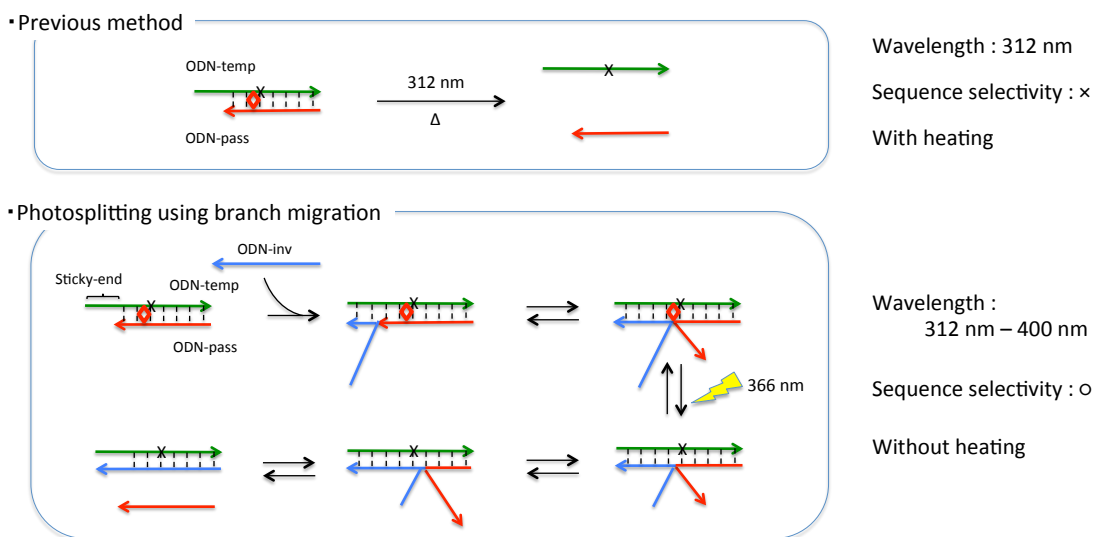 ・Previous method
ODN-temp
X
ODN-pass
312 nm
Δ
X
Wavelength : 312 nm
Sequence selectivity : ×
With heating
・Photosplitting using branch migration
ODN-inv
Sticky-end
ODN-temp
X
ODN-pass
X
X
366 nm
X
X
X
Wavelength :
312 nm – 400 nm
Sequence selectivity : ○
Without heating